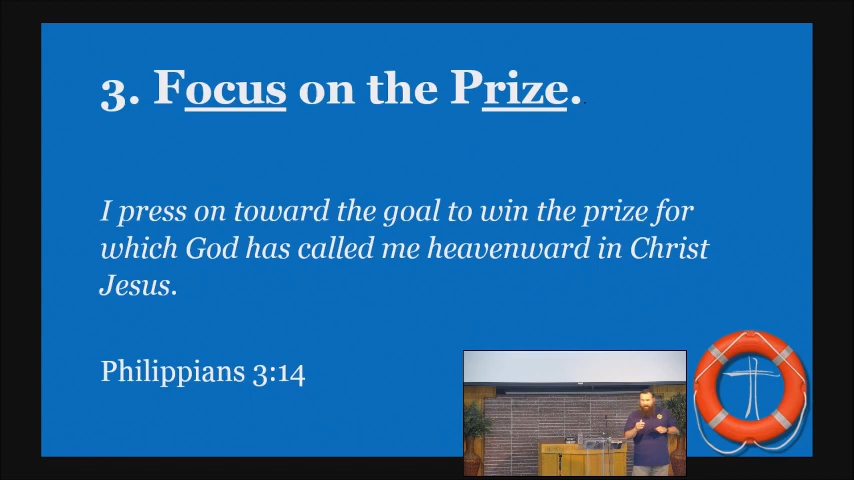 3. Focus on the Prize.
I press on toward the goal to win the prize for
which God has called me heavenward in Christ
Jesus.
Philippians 3:14